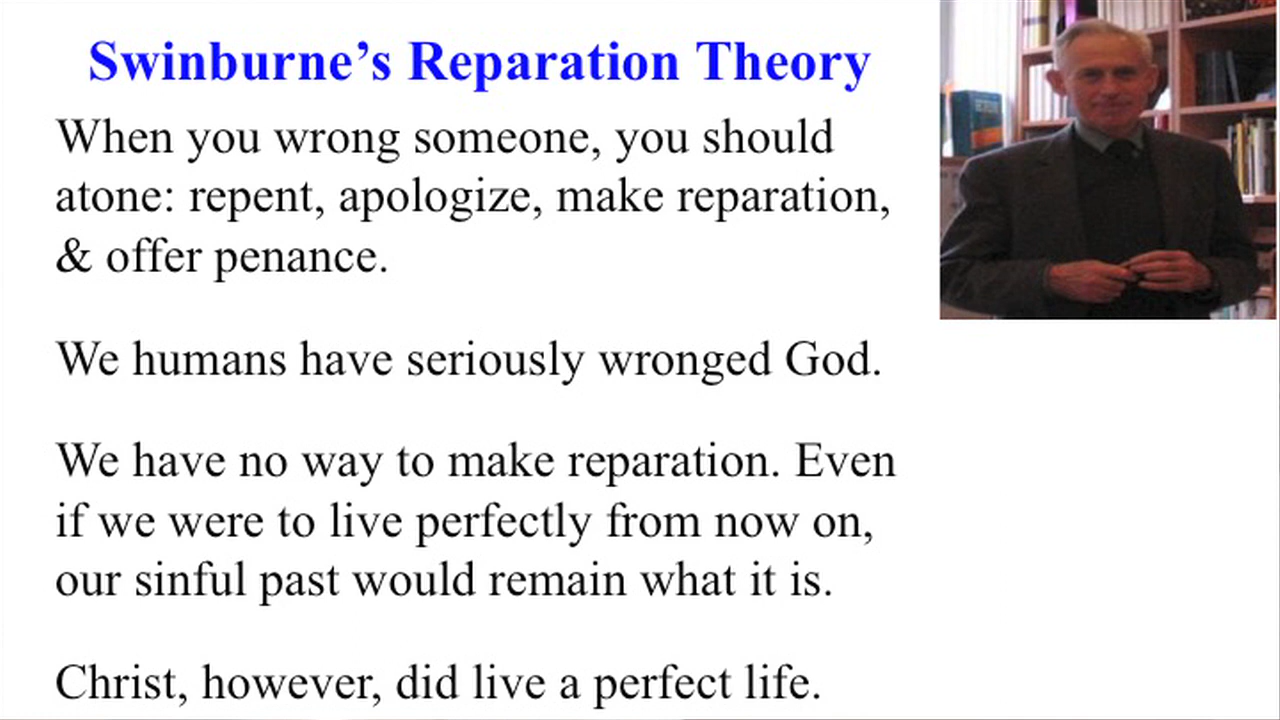 Swinburne’s Reparation Theory
When you wrong someone, you should
atone: repent, apologize, make reparation,
& offer penance.
We humans have seriously wronged God.
We have no way to make reparation. Even
if we were to live perfectly from now on,
our sinful past would remain what it is.
Christ, however, did live a perfect life.